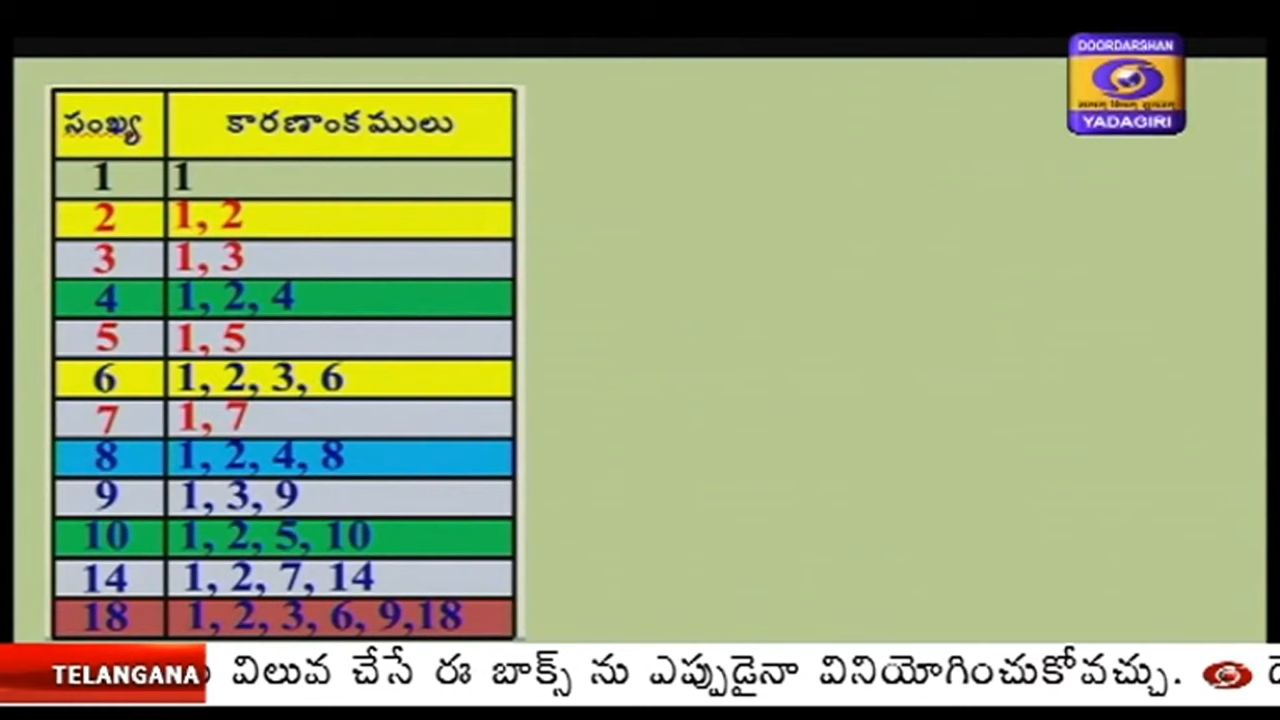 DOORDARSHAN
YADAGIRI
సంఖ్య కారణాంకములు
1 1
2 1, 2
3 1, 3
4 1, 2, 4
5 1, 5
6 1, 2, 3, 6
7 1, 7
8 1, 2, 4, 8
9 1, 3, 9
10 1, 2, 5, 10
14 1, 2, 7, 14
18 1, 2, 3, 6, 9,18
TELANGANA విలువ చేసే ఈ బాక్స్ ను ఎప్పుడైనా వినియోగించుకోవచ్చు.